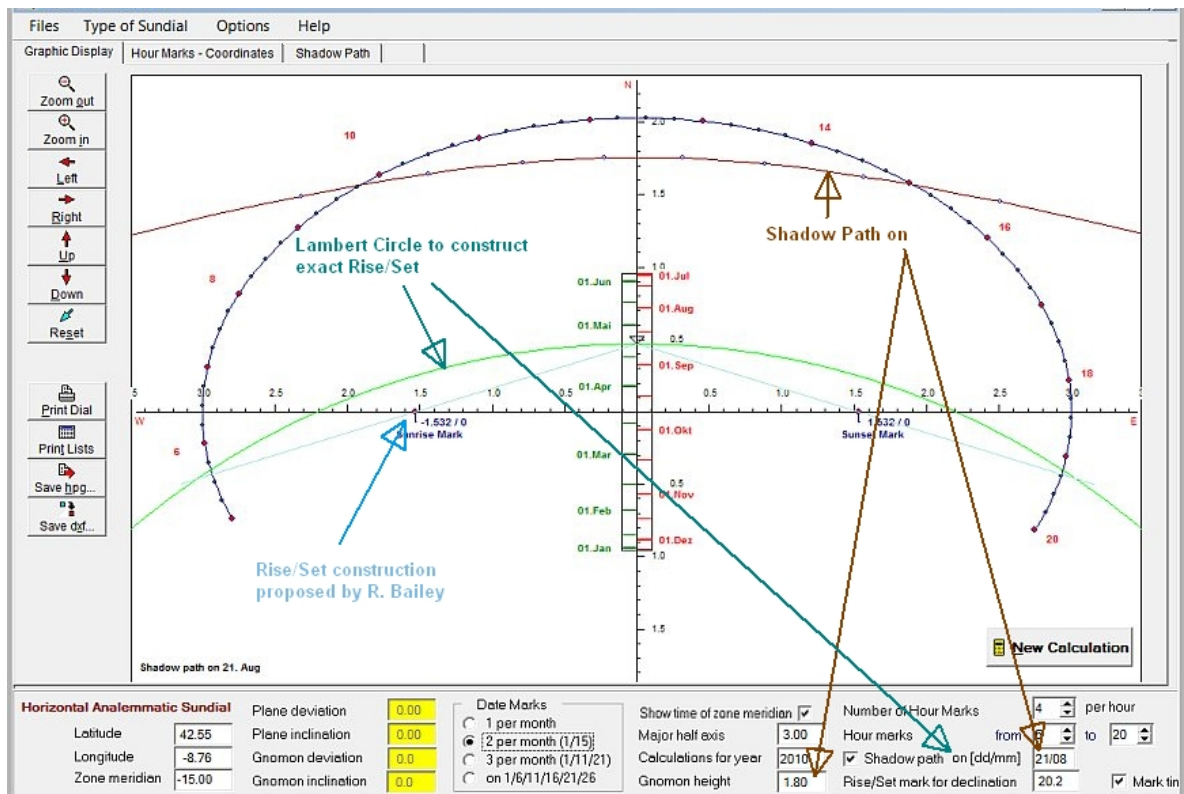 Files Type of Sundial Options Help
Graphic Display Hour Marks - Coordinates Shadow Path
Zoom out
Zoom in
Left
Right
Up
Down
Reset
Print Dial
Print Lists
Save hpg...
Save dxf...
N
2.0
10
14
1.5
16
Shadow Path on
Lambert Circle to construct
exact Rise/Set
1.0
8
01.Jun 01.Jul
01.Aug
01.Mai 0.5
01.Sep
18
5 3.0 2.5 2.0 1.5 1.0 0.5 01.Apr 0.5 1.0 1.5 2.0 2.5 3.0
W -1.532 / 0 1.532 / 0 E
Sunrise Mark 01.Okt Sunset Mark
6
01.Mar
0.5
01.Nov
01.Feb
01.Jan 01.Dez
1.0
20
Rise/Set construction
proposed by R. Bailey
1.5
New Calculation
Shadow path on 21. Aug
Horizontal Analemmatic Sundial
Latitude 42.55
Longitude -8.76
Zone meridian -15.00
Plane deviation 0.00
Plane inclination 0.00
Gnomon deviation 0.0
Gnomon inclination 0.0
Date Marks
1 per month
2 per month (1/15)
3 per month (1/11/21)
on 1/6/11/16/21/26
Show time of zone meridian
Major half axis 3.00
Calculations for year 2010
Gnomon height 1.80
Number of Hour Marks 4 per hour
Hour marks from to 20
Shadow path on [dd/mm] 21/08
Rise/Set mark for declination 20.2 Mark tin